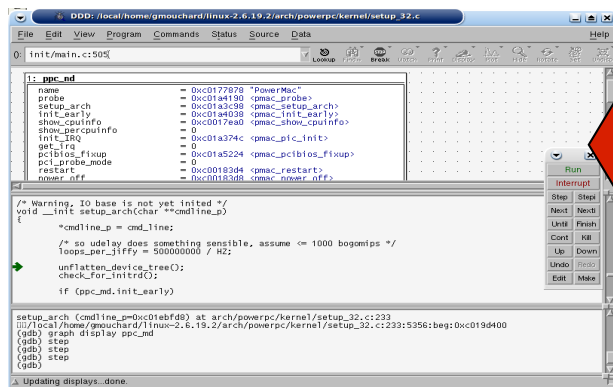 DDD: /local/home/gmouchard/linux-2.6.19.2/arch/powerpc/kernel/setup_32.c
File Edit View Program Commands Status Source Data Help
(): init/main.c:505 Lookup Break
1: ppc_md
name = 0xc0177878 "PowerMac"
probe = 0xc01a4190 <pmac_probe>
setup_arch = 0xc01a3c98 <pmac_setup_arch>
init_early = 0xc01a4038 <pmac_init_early>
show_cpuinfo = 0xc0017ea0 <pmac_show_cpuinfo>
show_percpuinfo = 0
init_IRQ = 0xc01a374c <pmac_pic_init>
get_irq = 0
pcibios_fixup = 0xc01a5224 <pmac_pcibios_fixup>
pci_probe_mode = 0
restart = 0xc00183d4 <pmac_restart>
power_off = 0xc00183d8 <pmac_power_off>
/* Warning, IO base is not yet inited */
void __init setup_arch(char **cmdline_p)
{
*cmdline_p = cmd_line;
/* so udelay does something sensible, assume <= 1000 bogomips */
loops_per_jiffy = 500000000 / HZ;
unflatten_device_tree();
check_for_initrd();
if (ppc_md.init_early)
Run
Interrupt
Step Stepi
Next Nexti
Until Finish
Cont Kill
Up Down
Undo Redo
Edit Make
setup_arch (cmdline_p=0xc01ebfd8) at arch/powerpc/kernel/setup_32.c:233
/local/home/gmouchard/linux-2.6.19.2/arch/powerpc/kernel/setup_32.c:233:5356:beg:0xc019d400
(gdb) graph display ppc_md
(gdb) step
(gdb) step
(gdb) step
(gdb)
Updating displays...done.